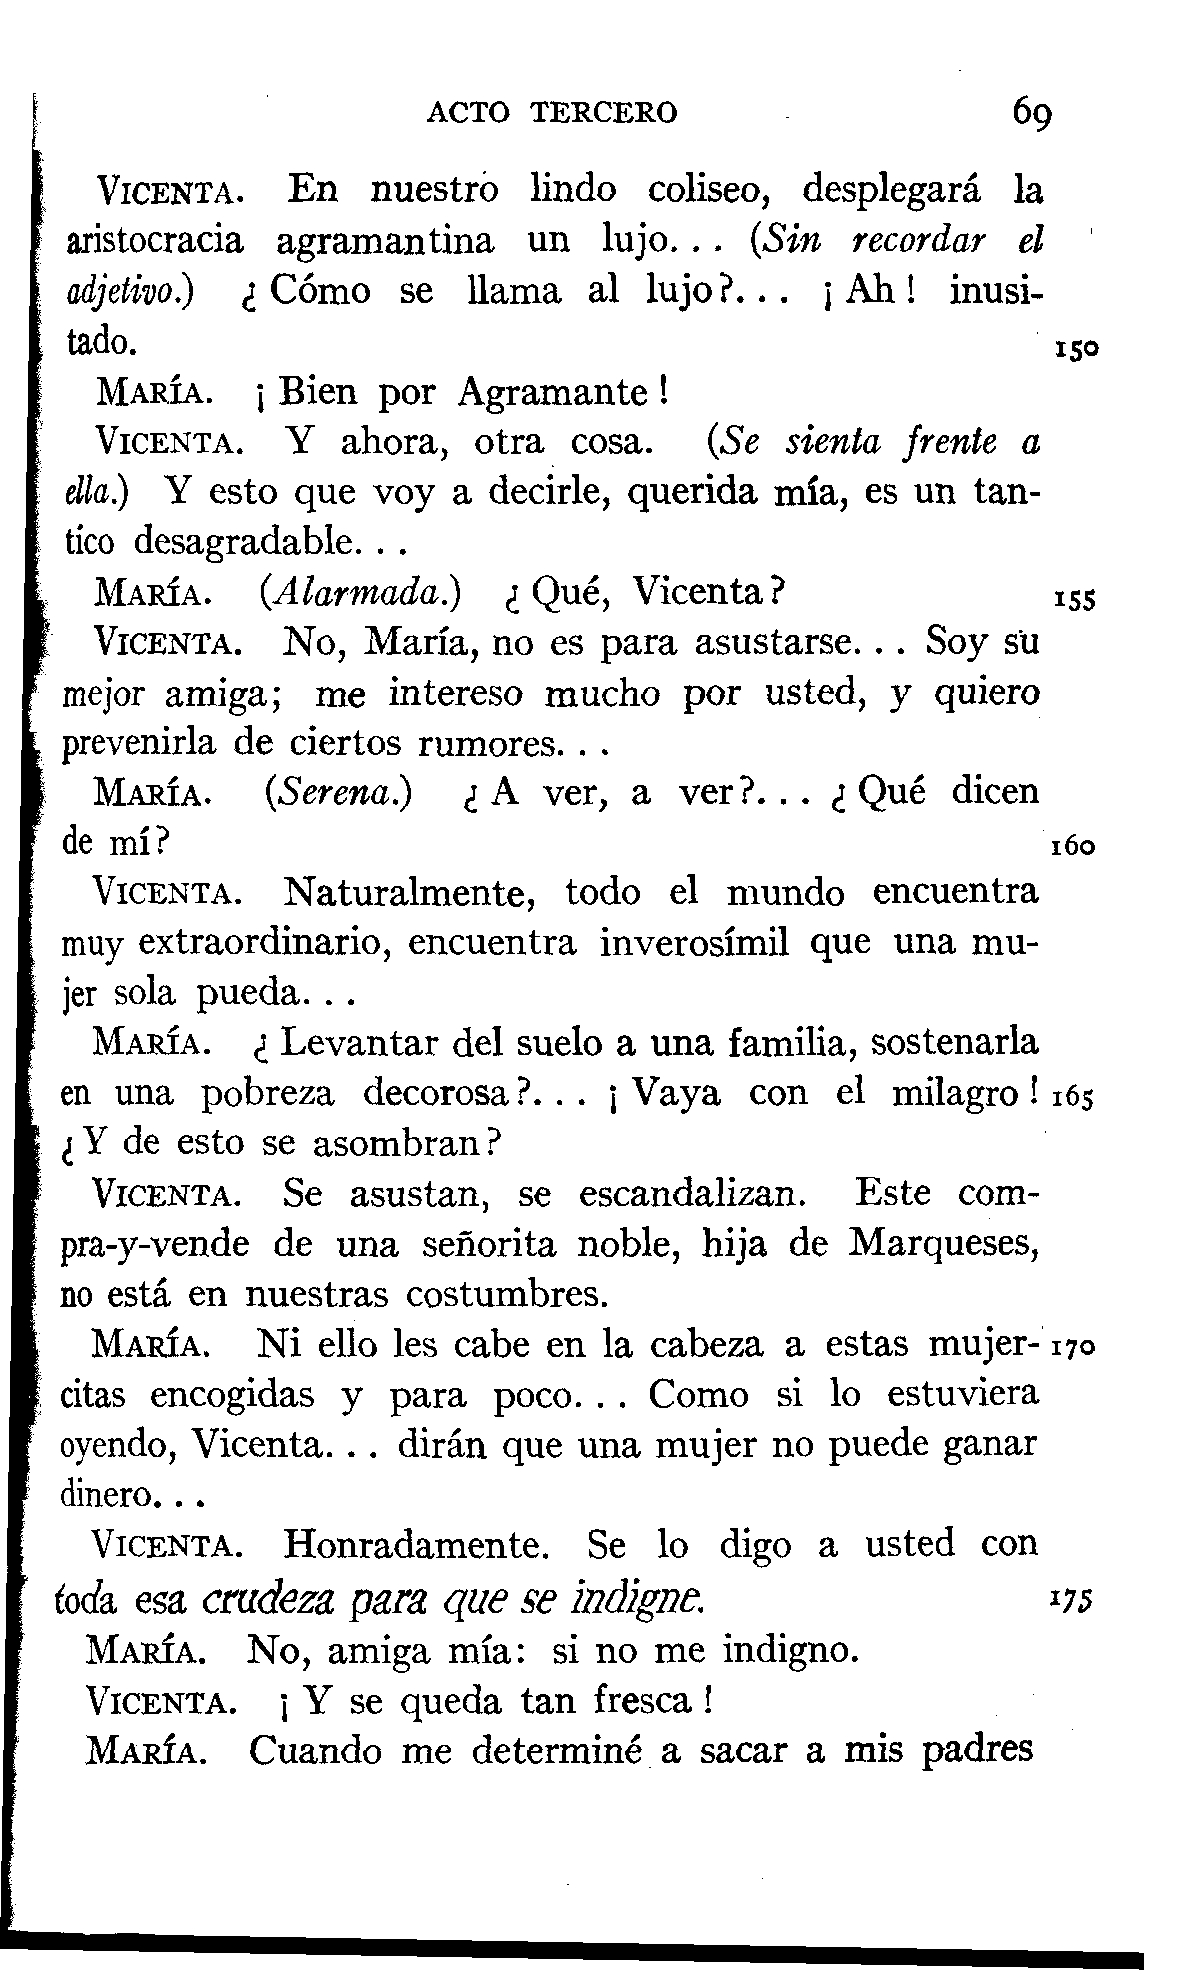 ACTO TERCERO 69
VICENTA. En nuestro lindo coliseo, desplegará la
aristocracia agramantina un lujo. . . (Sin recordar el
adjetivo.) ¿ Cómo se llama al lujo?. . . ¡ Ah ! inusi-
tado. 150
MARÍA. ¡ Bien por Agramante !
VICENTA. Y ahora, otra cosa. (Se sienta frente a
ella.) Y esto que voy a decirle, querida mía, es un tan-
tico desagradable. . .
MARÍA. (Alarmada.) ¿ Qué, Vicenta? 155
VICENTA. No, María, no es para asustarse. . . Soy su
mejor amiga; me intereso mucho por usted, y quiero
prevenirla de ciertos rumores. . .
MARÍA. (Serena.) ¿ A ver, a ver?. . . ¿ Qué dicen
de mí? 160
VICENTA. Naturalmente, todo el mundo encuentra
muy extraordinario, encuentra inverosímil que una mu-
jer sola pueda. . .
MARÍA. ¿ Levantar del suelo a una familia, sostenarla
en una pobreza decorosa?. . . ¡ Vaya con el milagro ! 165
¿ Y de esto se asombran?
VICENTA. Se asustan, se escandalizan. Este com-
pra-y-vende de una señorita noble, hija de Marqueses,
no está en nuestras costumbres.
MARÍA. Ni ello les cabe en la cabeza a estas mujer- 170
citas encogidas y para poco. . . Como si lo estuviera
oyendo, Vicenta. . . dirán que una mujer no puede ganar
dinero. . .
VICENTA. Honradamente. Se lo digo a usted con
toda esa crudeza para que se indigne. 175
MARÍA. No, amiga mía: si no me indigno.
VICENTA. ¡ Y se queda tan fresca !
MARÍA. Cuando me determiné a sacar a mis padres